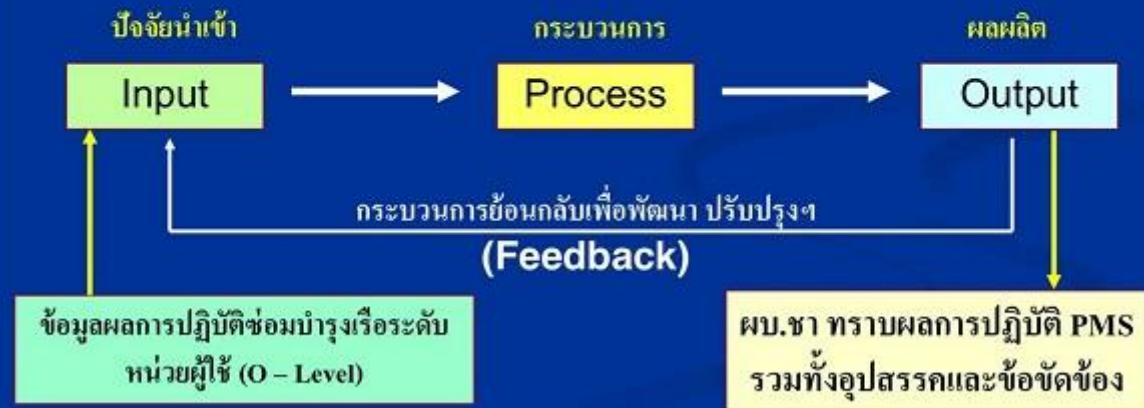 ปัจจัยนำเข้า
กระบวนการ
ผลผลิต
Input
Process
Output
กระบวนการย้อนกลับเพื่อพัฒนา ปรับปรุงฯ
(Feedback)
ข้อมูลผลการปฏิบัติซ่อมบำรุงเรือระดับ
หน่วยผู้ใช้ (O – Level)
ผบ.ชา ทราบผลการปฏิบัติ PMS
รวมทั้งอุปสรรคและข้อขัดข้อง